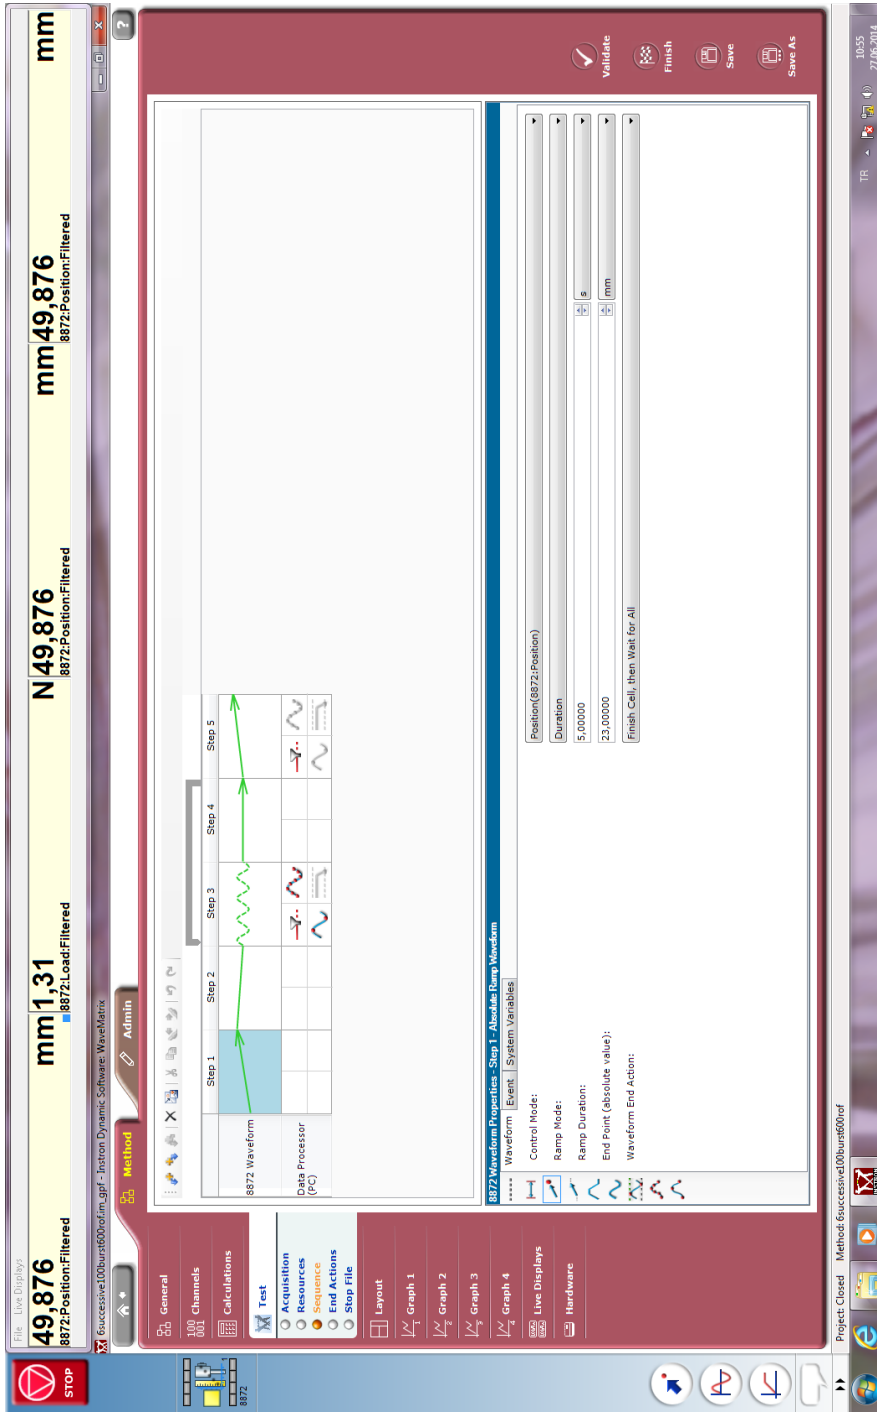 File Live Displays
49,876 mm
8872:Position:Filtered
1,31 N
8872:Load:Filtered
49,876 mm
8872:Position:Filtered
49,876 mm
8872:Position:Filtered
6successive100burst600rof.im_gpf - Instron Dynamic Software: WaveMatrix
STOP
8872
Method
Admin
?
General
100
001
Channels
Calculations
Test
Acquisition
Resources
Sequence
End Actions
Stop File
Layout
Graph 1
Graph 2
Graph 3
Graph 4
Live Displays
Hardware
Step 1 Step 2 Step 3 Step 4 Step 5
8872 Waveform
Data Processor
(PC)
8872 Waveform Properties - Step 1 - Absolute Ramp Waveform
Waveform Event System Variables
Control Mode: Position(8872:Position)
Ramp Mode: Duration
Ramp Duration: 5,00000 s
End Point (absolute value): 23,00000 mm
Waveform End Action: Finish Cell, then Wait for All
Validate
Finish
Save
Save As
Project: Closed Method: 6successive100burst600rof
TR
10:55
27.06.2014